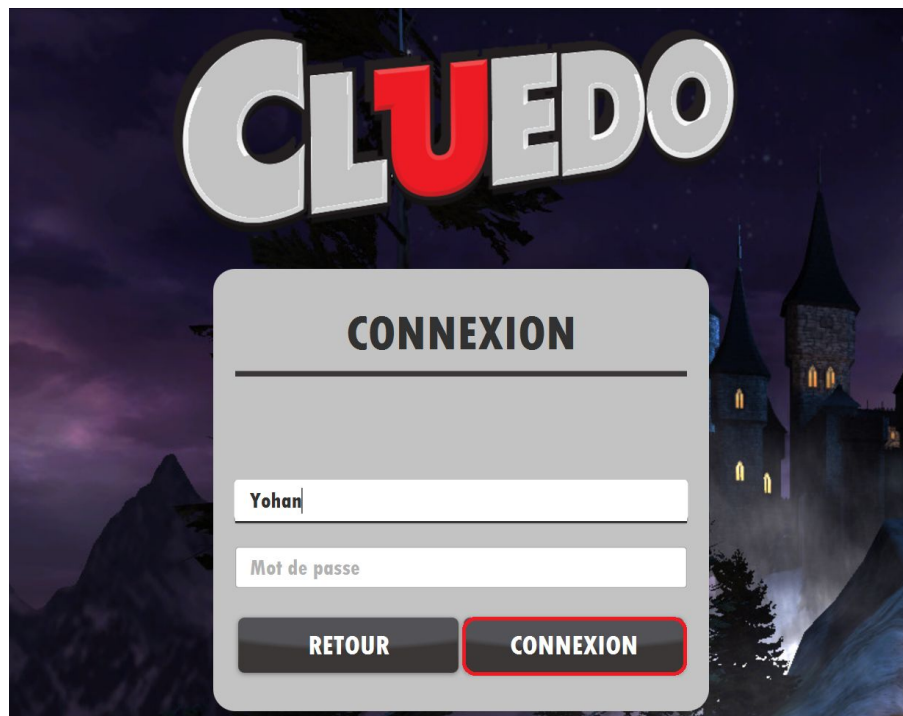 CLUEDO
CONNEXION
Yohan
Mot de passe
RETOUR CONNEXION